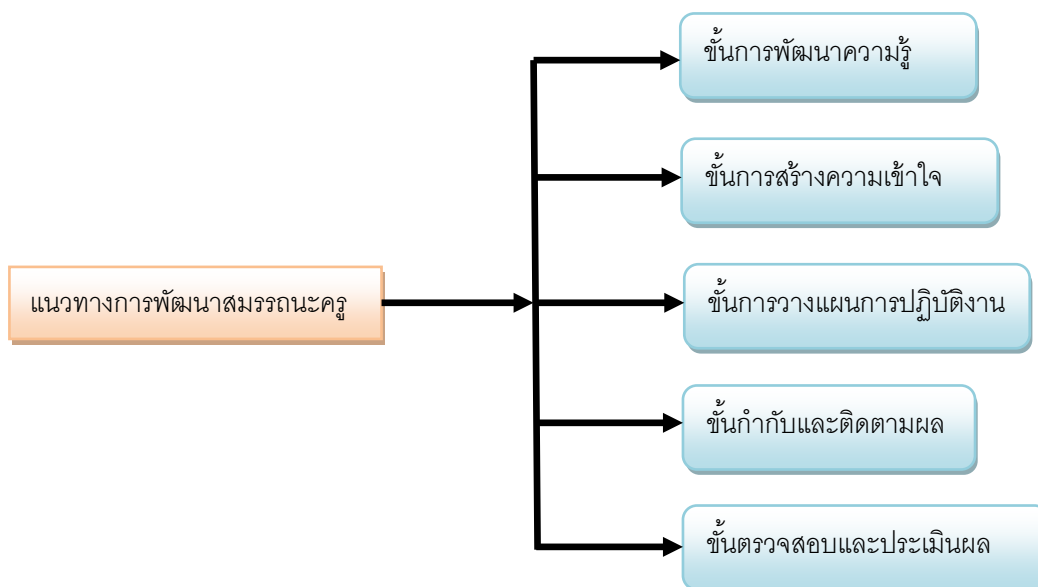 ขั้นการพัฒนาความรู้
ขั้นการสร้างความเข้าใจ
แนวทางการพัฒนาสมรรถนะครู
ขั้นการวางแผนการปฏิบัติงาน
ขั้นกำกับและติดตามผล
ขั้นตรวจสอบและประเมินผล